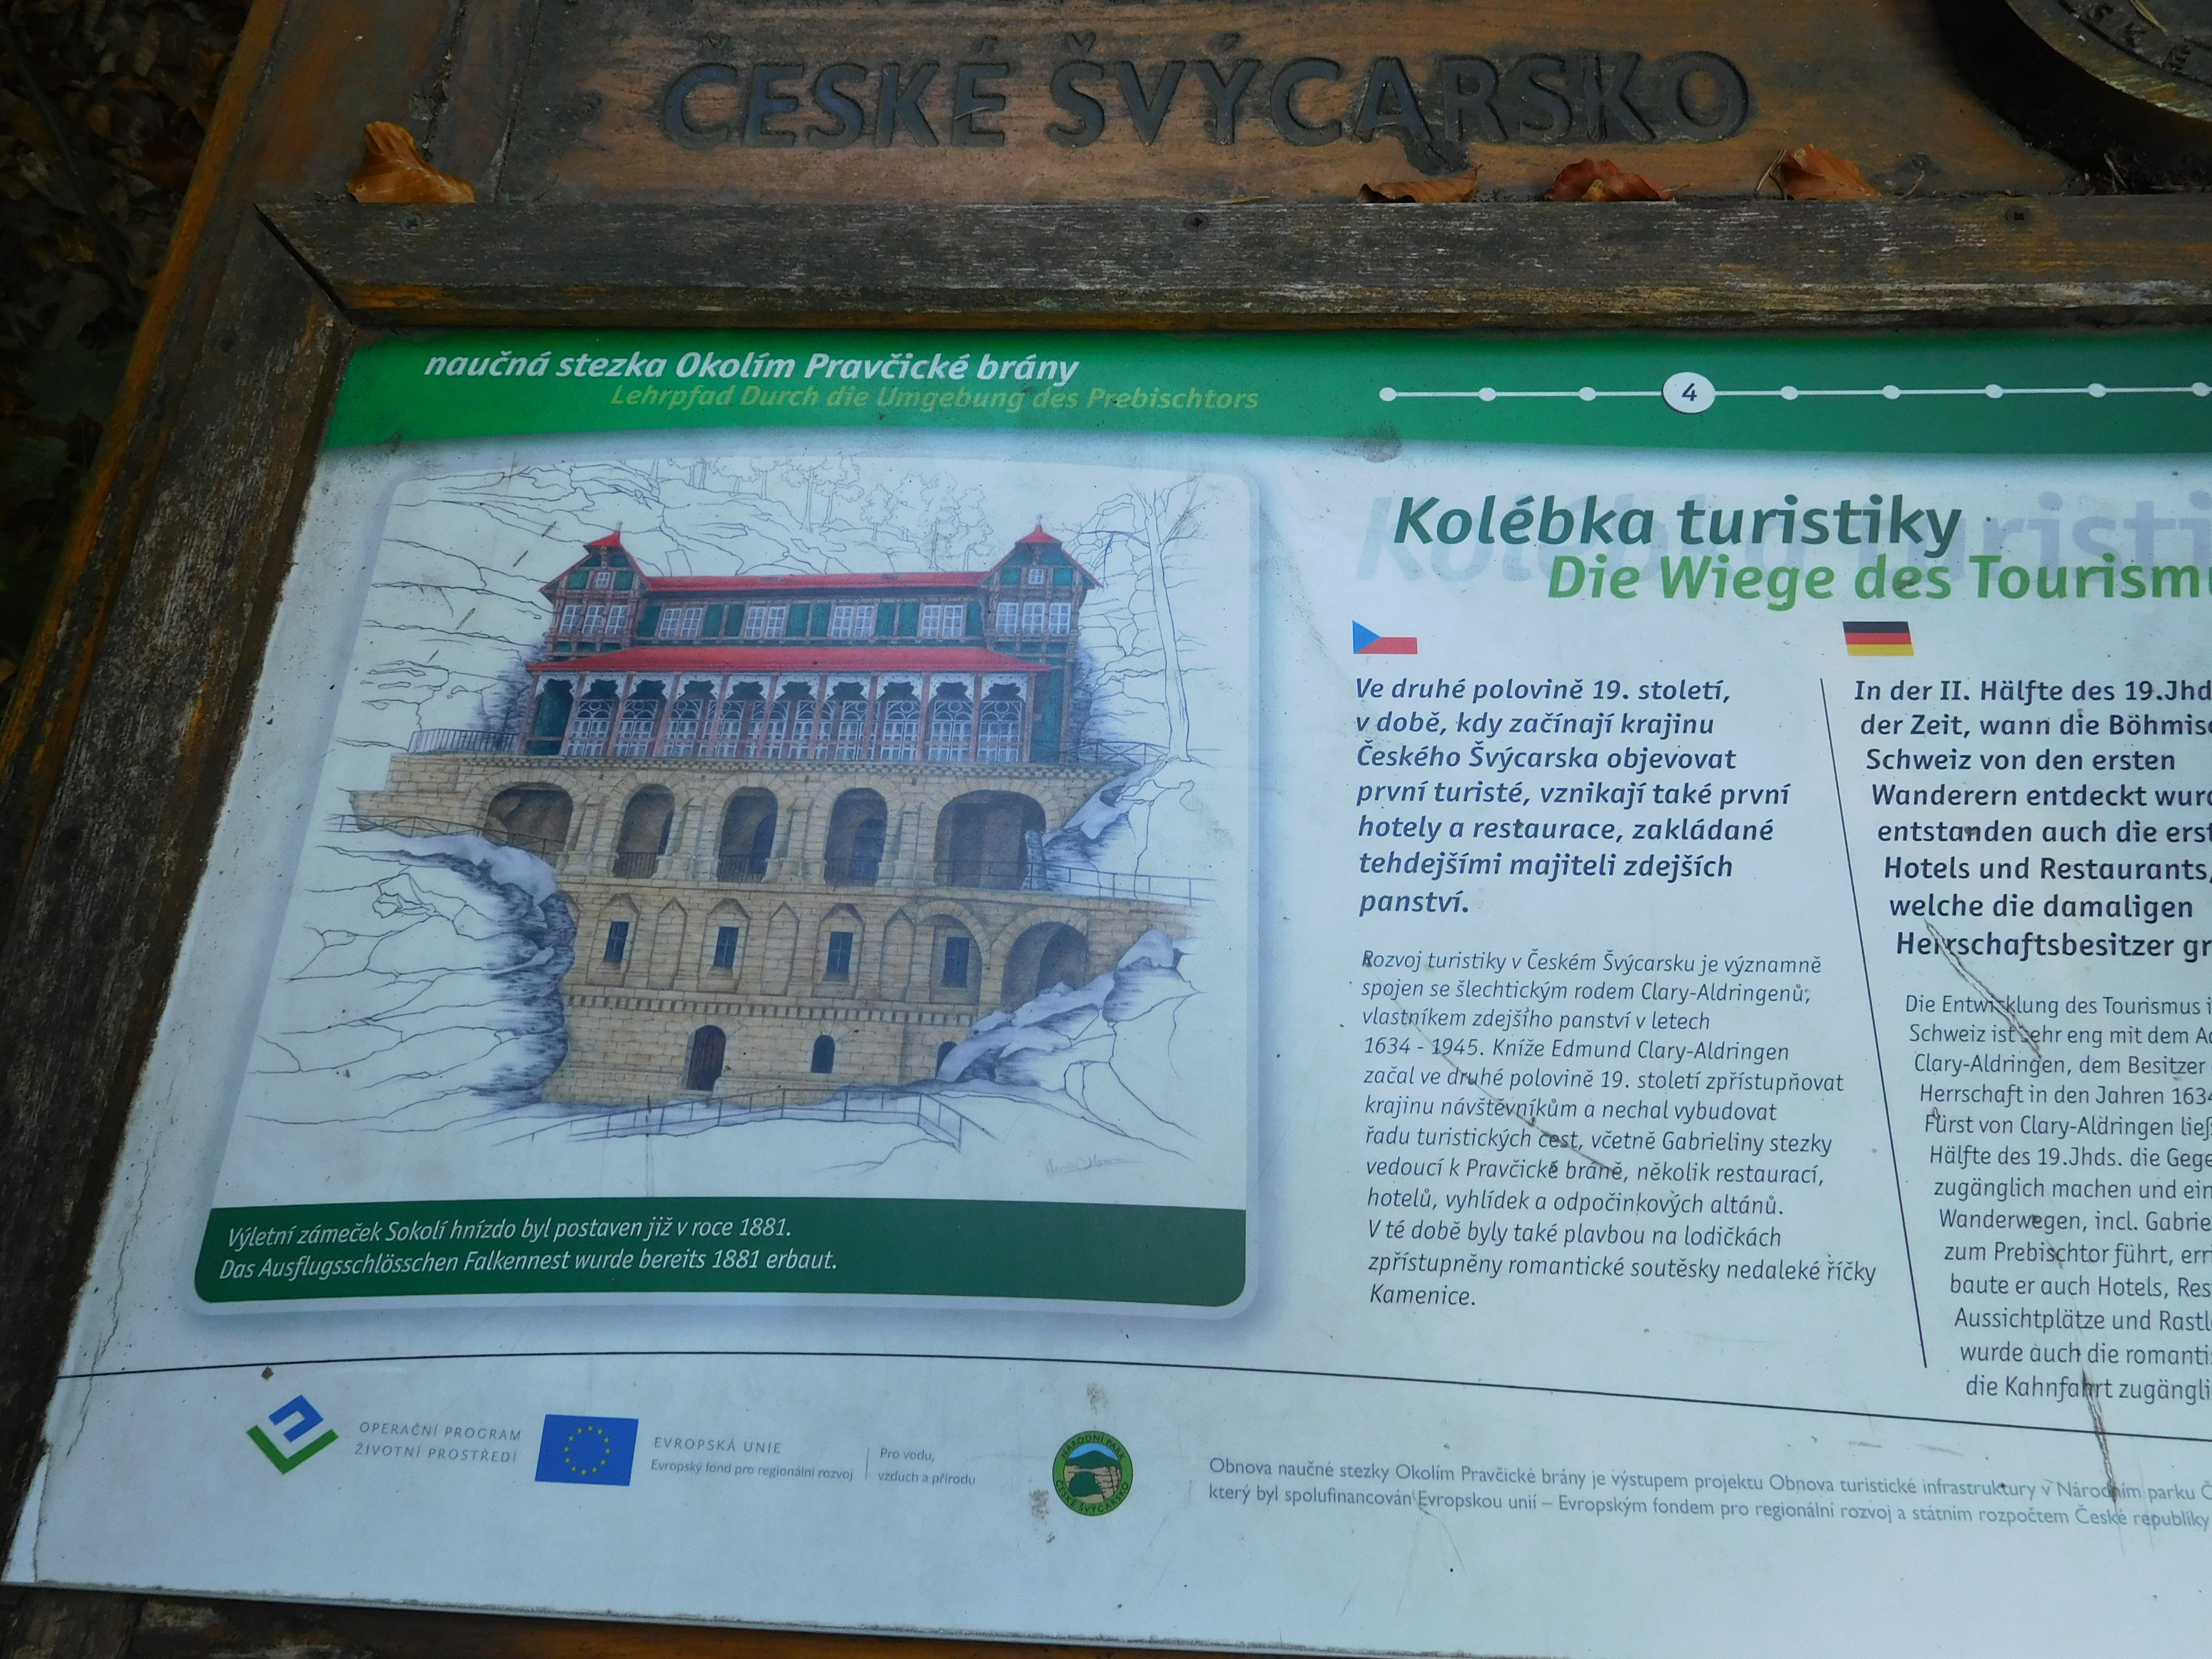 ČESKÉ ŠVÝCARSKO
naučná stezka Okolím Pravčické brány
Lehrpfad Durch die Umgebung des Prebischtors
4
Kolébka turistiky
Die Wiege des Tourism
Ve druhé polovině 19. století,
v době, kdy začínají krajinu
Českého Švýcarska objevovat
první turisté, vznikají také první
hotely a restaurace, zakládané
tehdejšími majiteli zdejších
panství.
Rozvoj turistiky v Českém Švýcarsku je významně
spojen se šlechtickým rodem Clary-Aldringenů,
vlastníkem zdejšího panství v letech
1634 - 1945. Kníže Edmund Clary-Aldringen
začal ve druhé polovině 19. století zpřístupňovat
krajinu návštěvníkům a nechal vybudovat
řadu turistických cest, včetně Gabrieliny stezky
vedoucí k Pravčické bráně, několik restaurací,
hotelů, vyhlídek a odpočinkových altánů.
V té době byly také plavbou na lodičkách
zpřístupněny romantické soutěsky nedaleké říčky
Kamenice.
In der II. Hälfte des 19.Jhd
der Zeit, wann die Böhmis
Schweiz von den ersten
Wanderern entdeckt wur
entstanden auch die erst
Hotels und Restaurants,
welche die damaligen
Herrschaftsbesitzer gr
Die Entwicklung des Tourismus i
Schweiz ist sehr eng mit dem A
Clary-Aldringen, dem Besitzer
Herrschaft in den Jahren 1634
Fürst von Clary-Aldringen ließ
Hälfte des 19.Jhds. die Gege
zugänglich machen und ein
Wanderwegen, incl. Gabrie
zum Prebischtor führt, erri
baute er auch Hotels, Res
Aussichtplätze und Rastl
wurde auch die romanti
die Kahnfahrt zugängli
Výletní zámeček Sokolí hnízdo byl postaven již v roce 1881.
Das Ausflugsschlösschen Falkennest wurde bereits 1881 erbaut.
OPERAČNÍ PROGRAM
ŽIVOTNÍ PROSTŘEDÍ
EVROPSKÁ UNIE
Evropský fond pro regionální rozvoj
Pro vodu,
vzduch a přírodu
NÁRODNÍ PARK
ČESKÉ ŠVÝCARSKO
Obnova naučné stezky Okolím Pravčické brány je výstupem projektu Obnova turistické infrastruktury v Národním parku Č
který byl spolufinancován Evropskou unií – Evropským fondem pro regionální rozvoj a státním rozpočtem České republiky